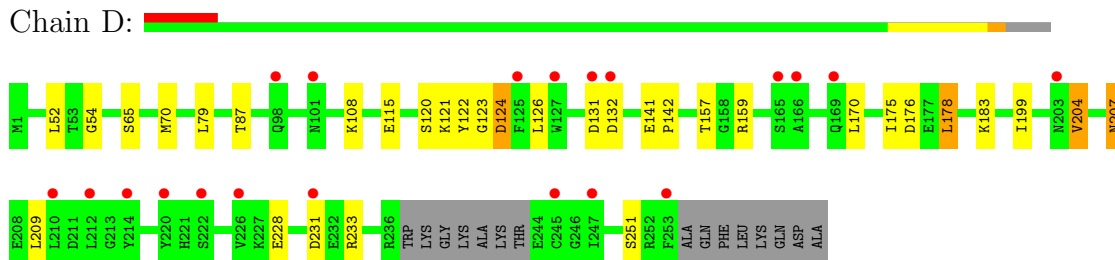 Chain D:
M1 L52 T53 G54 S65 M70 L79 T87 Q98 N101 K108 E115 S120 K121 Y122 G123 D124 F125 L126 W127 D131 D132 E141 P142 T157 G158 R159 S165 A166 Q169 L170 I175 D176 E177 L178 K183 I199 N203 V204 N207
E208 L209 L210 D211 L212 G213 Y214 Y220 H221 S222 V226 K227 E228 D231 E232 R233 R236 TRP LYS GLY LYS ALA LYS THR E244 C245 G246 I247 S251 R252 F253 ALA GLN PHE LEU LYS GLN ASP ALA